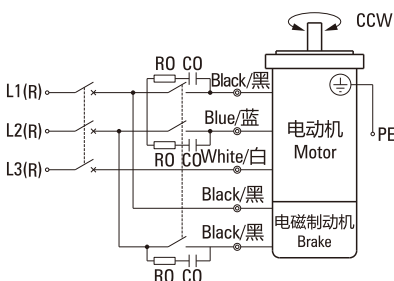 CCW
RO CO
L1(R)
Black/黑
L2(R)
Blue/蓝
RO CO
L3(R)
White/白
电动机
Motor
PE
Black/黑
Black/黑
电磁制动机
Brake
RO CO